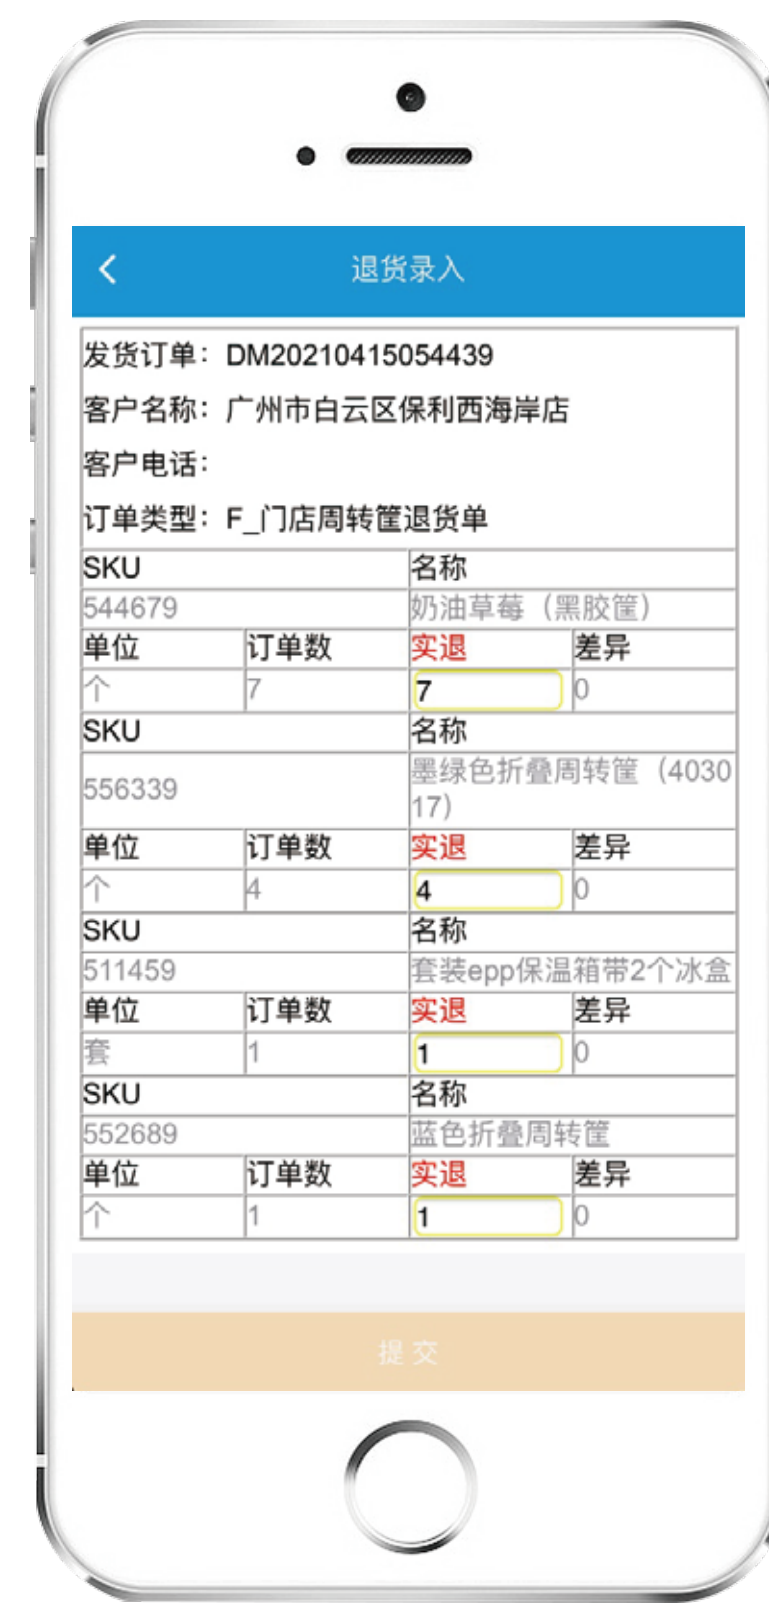 退货录入
发货订单：DM20210415054439
客户名称：广州市白云区保利西海岸店
客户电话：
订单类型：F_门店周转筐退货单
SKU 名称
544679 奶油草莓（黑胶筐）
单位 订单数 实退 差异
个 7 7 0
SKU 名称
556339 墨绿色折叠周转筐（4030
17）
单位 订单数 实退 差异
个 4 4 0
SKU 名称
511459 套装epp保温箱带2个冰盒
单位 订单数 实退 差异
套 1 1 0
SKU 名称
552689 蓝色折叠周转筐
单位 订单数 实退 差异
个 1 1 0
提 交